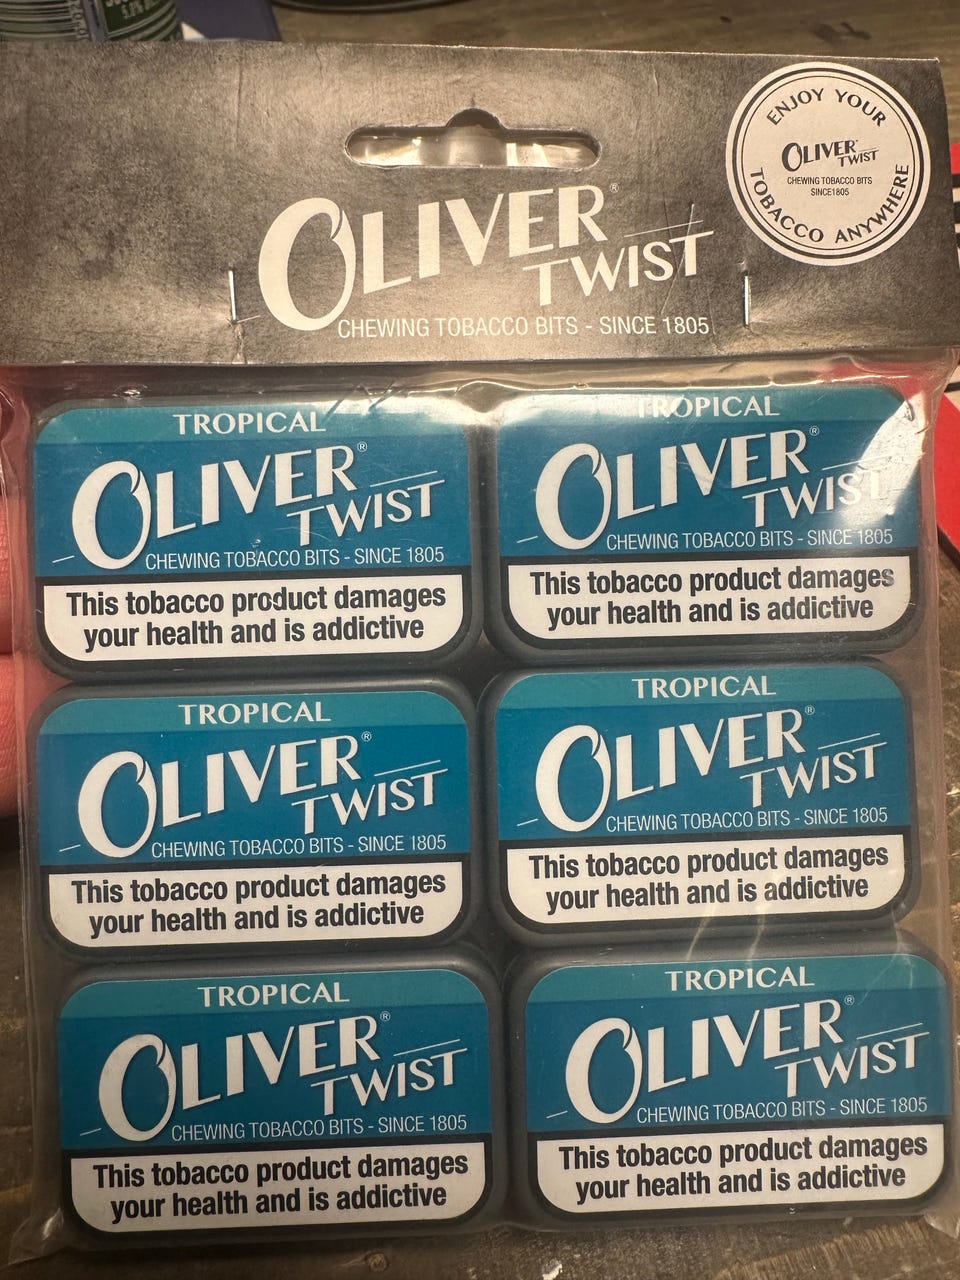 5.0%
ENJOY YOUR
OLIVER
TWIST
CHEWING TOBACCO BITS
SINCE1805
TOBACCO ANYWHERE
OLIVER®
TWIST
CHEWING TOBACCO BITS - SINCE 1805
TROPICAL
OLIVER®
TWIST
CHEWING TOBACCO BITS - SINCE 1805
This tobacco product damages
your health and is addictive
TROPICAL
OLIVER®
TWIST
CHEWING TOBACCO BITS - SINCE 1805
This tobacco product damages
your health and is addictive
TROPICAL
OLIVER®
TWIST
CHEWING TOBACCO BITS - SINCE 1805
This tobacco product damages
your health and is addictive
TROPICAL
OLIVER®
TWIST
CHEWING TOBACCO BITS - SINCE 1805
This tobacco product damages
your health and is addictive
TROPICAL
OLIVER®
TWIST
CHEWING TOBACCO BITS - SINCE 1805
This tobacco product damages
your health and is addictive
TROPICAL
OLIVER®
TWIST
CHEWING TOBACCO BITS - SINCE 1805
This tobacco product damages
your health and is addictive